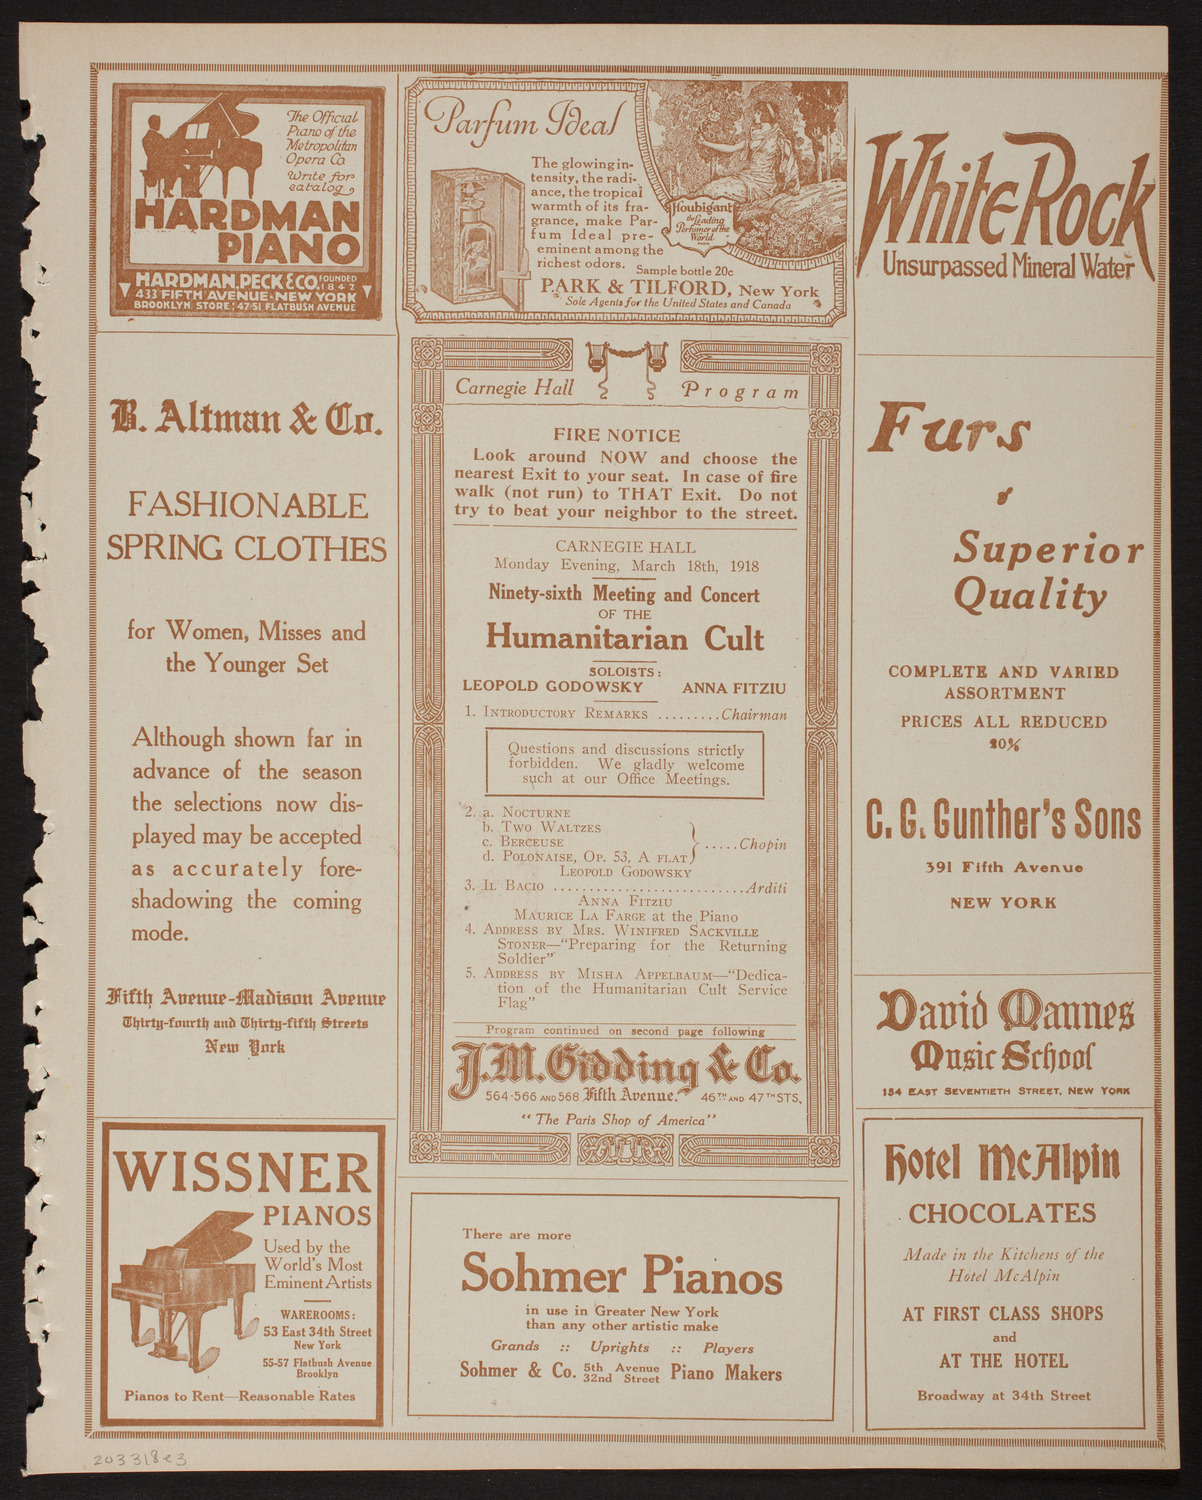 The Official
Piano of the
Metropolitan
Opera Co
Write for
catalog
HARDMAN
PIANO
HARDMAN, PECK & CO. FOUNDED 1842
433 FIFTH AVENUE - NEW YORK
BROOKLYN STORE; 47-51 FLATBUSH AVENUE
B. Altman & Co.
FASHIONABLE
SPRING CLOTHES
for Women, Misses and
the Younger Set
Although shown far in
advance of the season
the selections now dis-
played may be accepted
as accurately fore-
shadowing the coming
mode.
Fifth Avenue-Madison Avenue
Thirty-fourth and Thirty-fifth Streets
New York
WISSNER
PIANOS
Used by the
World's Most
Eminent Artists
WAREROOMS:
53 East 34th Street
New York
55-57 Flatbush Avenue
Brooklyn
Pianos to Rent—Reasonable Rates
Parfum Ideal
The glowing in-
tensity, the radi-
ance, the tropical
warmth of its fra-
grance, make Par-
fum Ideal pre-
eminent among the
richest odors.
Houbigant
the Leading
Perfumer of the
World
PARIS
Sample bottle 20c
PARK & TILFORD, New York
Sole Agents for the United States and Canada
Carnegie Hall Program
FIRE NOTICE
Look around NOW and choose the
nearest Exit to your seat. In case of fire
walk (not run) to THAT Exit. Do not
try to beat your neighbor to the street.
CARNEGIE HALL
Monday Evening, March 18th, 1918
Ninety-sixth Meeting and Concert
OF THE
Humanitarian Cult
SOLOISTS:
LEOPOLD GODOWSKY ANNA FITZIU
1. INTRODUCTORY REMARKS .........Chairman
Questions and discussions strictly
forbidden. We gladly welcome
such at our Office Meetings.
2. a. NOCTURNE
b. TWO WALTZES
c. BERCEUSE .....Chopin
d. POLONAISE, OP. 53, A FLAT
LEOPOLD GODOWSKY
3. IL BACIO ..........................Arditi
ANNA FITZIU
MAURICE LA FARGE at the Piano
4. ADDRESS BY MRS. WINIFRED SACKVILLE
STONER—"Preparing for the Returning
Soldier"
5. ADDRESS BY MISHA APPELBAUM—"Dedica-
tion of the Humanitarian Cult Service
Flag"
Program continued on second page following
J.M. Gidding & Co.
564-566 AND 568 Fifth Avenue. 46TH AND 47TH STS,
"The Paris Shop of America"
There are more
Sohmer Pianos
in use in Greater New York
than any other artistic make
Grands :: Uprights :: Players
Sohmer & Co. 5th Avenue 32nd Street Piano Makers
White Rock
Unsurpassed Mineral Water
Furs
of
Superior
Quality
COMPLETE AND VARIED
ASSORTMENT
PRICES ALL REDUCED
20%
C. G. Gunther's Sons
391 Fifth Avenue
NEW YORK
David Mannes
Music School
154 EAST SEVENTIETH STREET, NEW YORK
Hotel McAlpin
CHOCOLATES
Made in the Kitchens of the
Hotel McAlpin
AT FIRST CLASS SHOPS
and
AT THE HOTEL
Broadway at 34th Street
203318e3